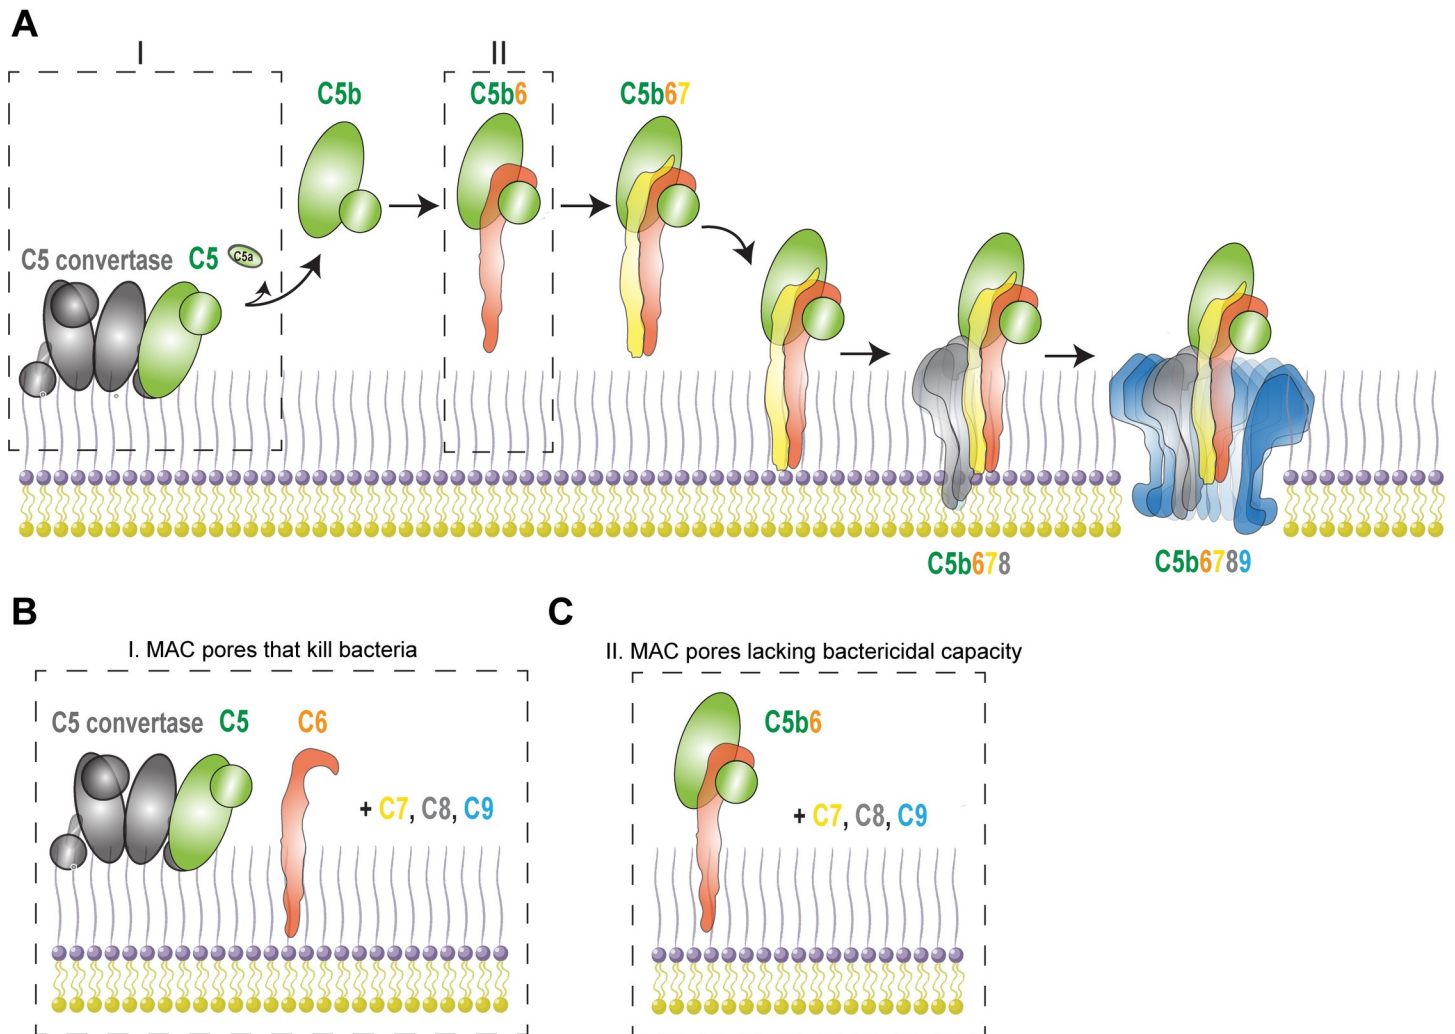 A
I
II
C5b
C5b6
C5b67
C5 convertase C5 C5a
C5b678
C5b6789
B
I. MAC pores that kill bacteria
C5 convertase C5 C6
+ C7, C8, C9
C
II. MAC pores lacking bactericidal capacity
C5b6
+ C7, C8, C9